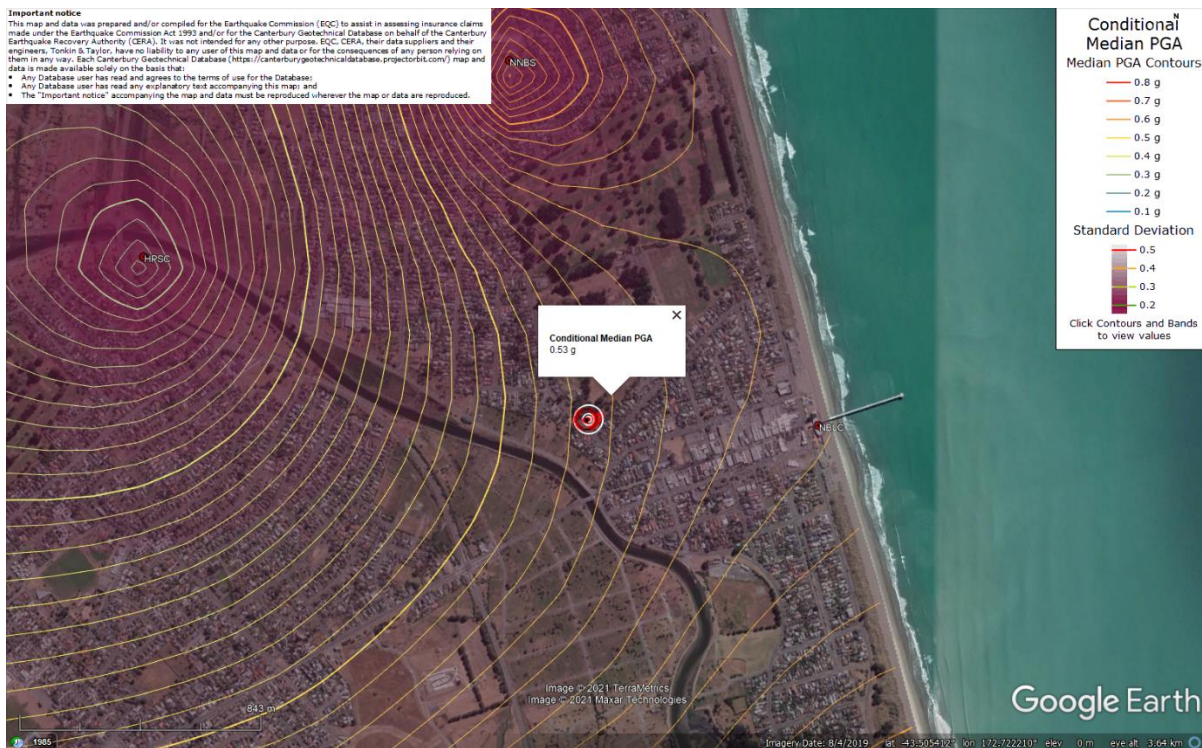 Important notice
This map and data was prepared and/or compiled for the Earthquake Commission (EQC) to assist in assessing insurance claims
made under the Earthquake Commission Act 1993 and/or for the Canterbury Geotechnical Database on behalf of the Canterbury
Earthquake Recovery Authority (CERA). It was not intended for any other purpose. EQC, CERA, their data suppliers and their
engineers, Tonkin & Taylor, have no liability to any user of this map and data or for the consequences of any person relying on
them in any way. Each Canterbury Geotechnical Database (https://canterburygeotechnicaldatabase.projectorbit.com/) map and
data is made available solely on the basis that:
• Any Database user has read and agrees to the terms of use for the Database;
• Any Database user has read any explanatory text accompanying this map; and
• The "Important notice" accompanying the map and data must be reproduced wherever the map or data are reproduced.
N
Conditional
Median PGA
Median PGA Contours
0.8 g
0.7 g
0.6 g
0.5 g
0.4 g
0.3 g
0.2 g
0.1 g
Standard Deviation
0.5
0.4
0.3
0.2
Click Contours and Bands
to view values
NNBS
HPSC
Conditional Median PGA
0.53 g
NBLC
Image © 2021 TerraMetrics
Image © 2021 Maxar Technologies
Google Earth
843 m
1985
Imagery Date: 8/4/2019 lat -43.505412° lon 172.722210° elev 0 m eye alt 3.64 km